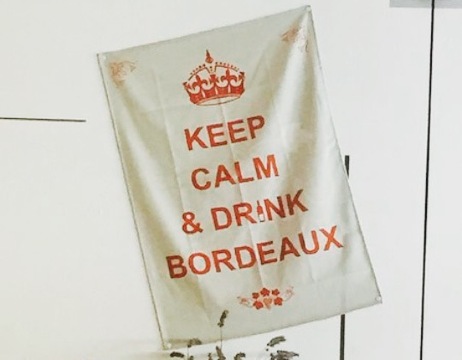 KEEP
CALM
& DRINK
BORDEAUX